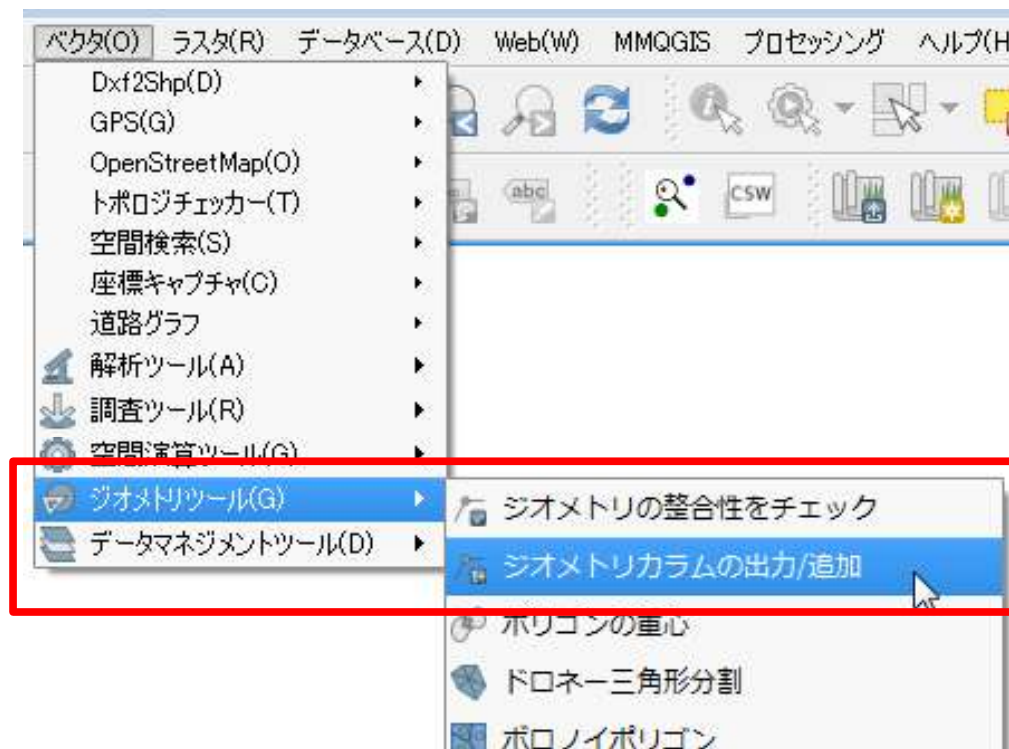 ベクタ(O) ラスタ(R) データベース(D) Web(W) MMQGIS プロセッシング ヘルプ(H
Dxf2Shp(D)
GPS(G)
OpenStreetMap(O)
トポロジチェッカー(T)
空間検索(S)
座標キャプチャ(C)
道路グラフ
解析ツール(A)
調査ツール(R)
空間演算ツール(G)
ジオメトリツール(G)
データマネジメントツール(D)
abc
CSW
ジオメトリの整合性をチェック
ジオメトリカラムの出力/追加
ポリゴンの重心
ドロネー三角形分割
ボロノイポリゴン